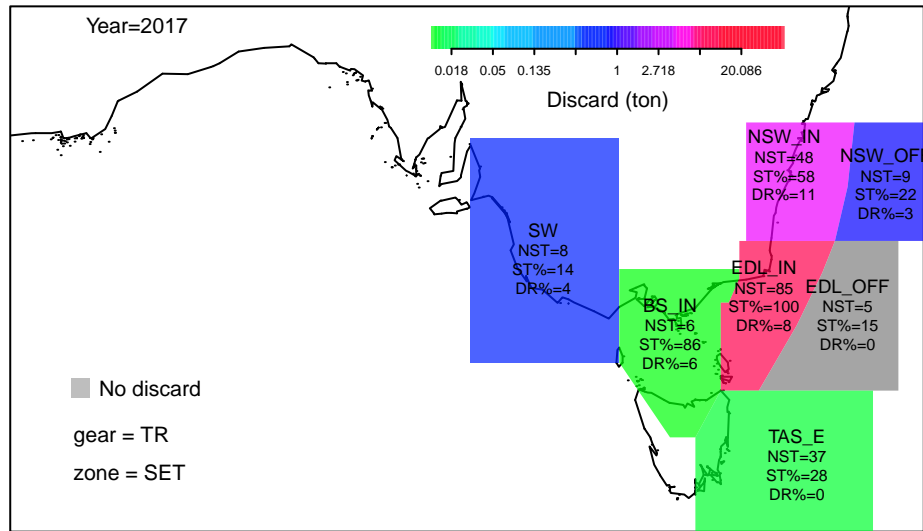 Year=2017
0.018 0.05 0.135 1 2.718 20.086
Discard (ton)
NSW_IN
NST=48
ST%=58
DR%=11
NSW_OFF
NST=9
ST%=22
DR%=3
SW
NST=8
ST%=14
DR%=4
BS_IN
NST=6
ST%=86
DR%=6
EDL_IN
NST=85
ST%=100
DR%=8
EDL_OFF
NST=5
ST%=15
DR%=0
No discard
gear = TR
zone = SET
TAS_E
NST=37
ST%=28
DR%=0